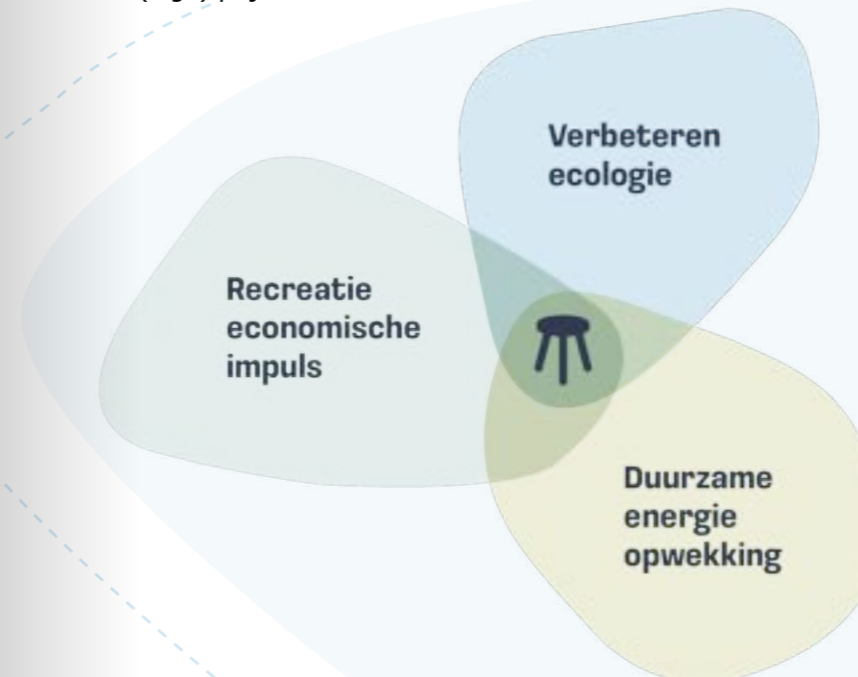 Verbeteren
ecologie
Recreatie
economische
impuls
Duurzame
energie
opwekking